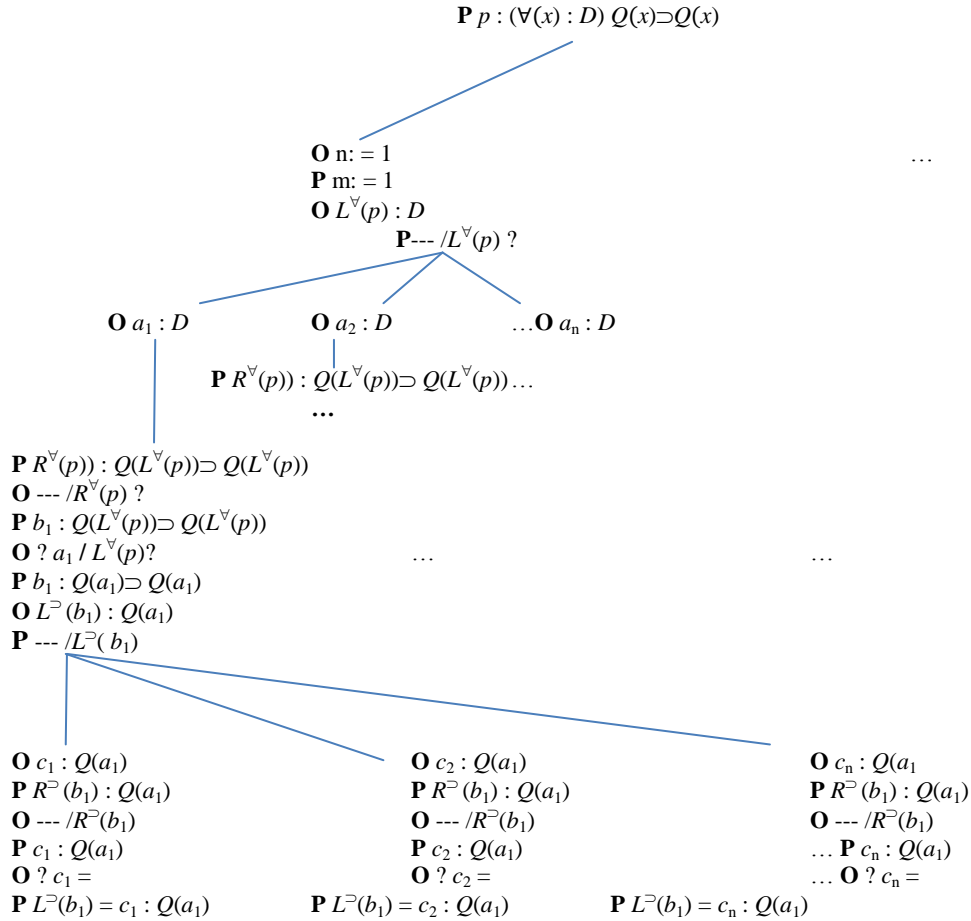 P p : (∀(x) : D) Q(x)⊃Q(x)
O n: = 1 …
P m: = 1
O L^∀(p) : D
P--- /L^∀(p) ?
O a₁ : D O a₂ : D …O aₙ : D
P R^∀(p)) : Q(L^∀(p))⊃ Q(L^∀(p)) …
…
P R^∀(p)) : Q(L^∀(p))⊃ Q(L^∀(p))
O --- /R^∀(p) ?
P b₁ : Q(L^∀(p))⊃ Q(L^∀(p))
O ? a₁ / L^∀(p)? … …
P b₁ : Q(a₁)⊃ Q(a₁)
O L^⊃ (b₁) : Q(a₁)
P --- /L^⊃( b₁)
O c₁ : Q(a₁) O c₂ : Q(a₁) O cₙ : Q(a₁
P R^⊃ (b₁) : Q(a₁) P R^⊃ (b₁) : Q(a₁) P R^⊃ (b₁) : Q(a₁)
O --- /R^⊃(b₁) O --- /R^⊃(b₁) O --- /R^⊃(b₁)
P c₁ : Q(a₁) P c₂ : Q(a₁) … P cₙ : Q(a₁)
O ? c₁ = O ? c₂ = … O ? cₙ =
P L^⊃(b₁) = c₁ : Q(a₁) P L^⊃(b₁) = c₂ : Q(a₁) P L^⊃(b₁) = cₙ : Q(a₁)